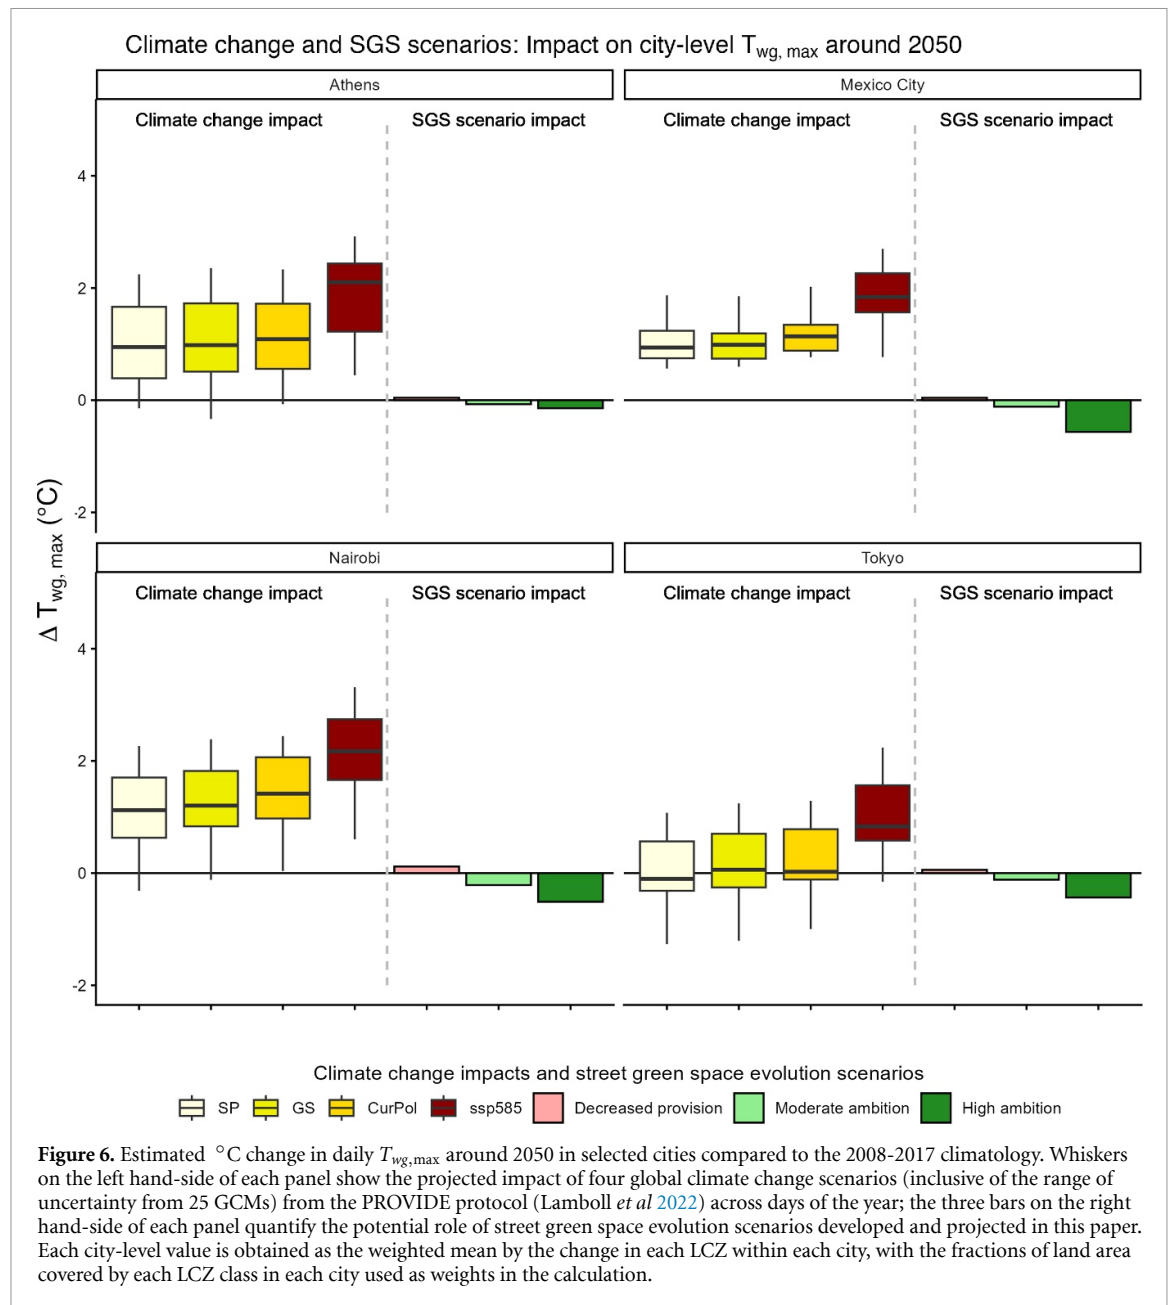 Climate change and SGS scenarios: Impact on city-level Twg, max around 2050
Athens
Mexico City
Climate change impact
SGS scenario impact
Climate change impact
SGS scenario impact
4
2
0
-2
Δ Twg, max (°C)
Nairobi
Tokyo
Climate change impact
SGS scenario impact
Climate change impact
SGS scenario impact
4
2
0
-2
Climate change impacts and street green space evolution scenarios
SP GS CurPol ssp585 Decreased provision Moderate ambition High ambition
Figure 6. Estimated °C change in daily Twg,max around 2050 in selected cities compared to the 2008-2017 climatology. Whiskers
on the left hand-side of each panel show the projected impact of four global climate change scenarios (inclusive of the range of
uncertainty from 25 GCMs) from the PROVIDE protocol (Lamboll et al 2022) across days of the year; the three bars on the right
hand-side of each panel quantify the potential role of street green space evolution scenarios developed and projected in this paper.
Each city-level value is obtained as the weighted mean by the change in each LCZ within each city, with the fractions of land area
covered by each LCZ class in each city used as weights in the calculation.